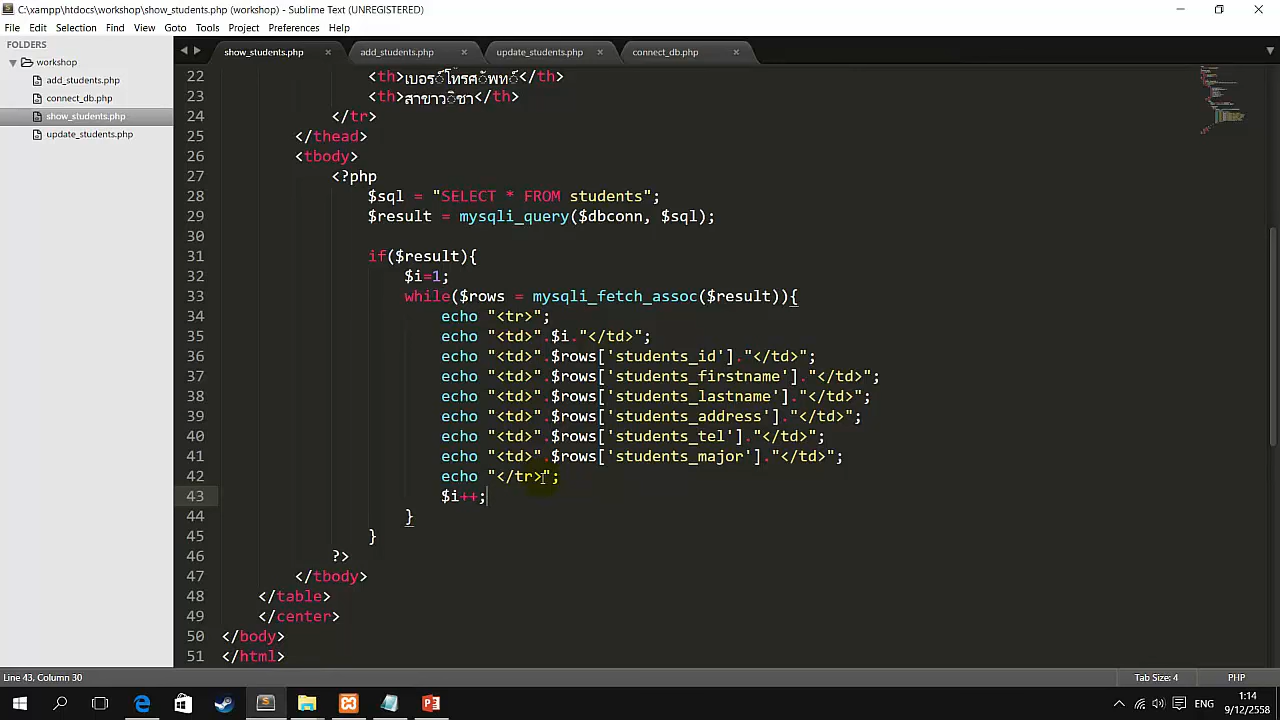 C:\xampp\htdocs\workshop\show_students.php (workshop) - Sublime Text (UNREGISTERED)
File Edit Selection Find View Goto Tools Project Preferences Help
FOLDERS
workshop
add_students.php
connect_db.php
show_students.php
update_students.php
show_students.php × add_students.php × update_students.php × connect_db.php ×
22 <th>เบอร์โทรศัพท์</th>
23 <th>สาขาวิชา</th>
24 </tr>
25 </thead>
26 <tbody>
27 <?php
28 $sql = "SELECT * FROM students";
29 $result = mysqli_query($dbconn, $sql);
30
31 if($result){
32 $i=1;
33 while($rows = mysqli_fetch_assoc($result)){
34 echo "<tr>";
35 echo "<td>".$i."</td>";
36 echo "<td>".$rows['students_id']."</td>";
37 echo "<td>".$rows['students_firstname']."</td>";
38 echo "<td>".$rows['students_lastname']."</td>";
39 echo "<td>".$rows['students_address']."</td>";
40 echo "<td>".$rows['students_tel']."</td>";
41 echo "<td>".$rows['students_major']."</td>";
42 echo "</tr>";
43 $i++;
44 }
45 }
46 ?>
47 </tbody>
48 </table>
49 </center>
50 </body>
51 </html>
Line 43, Column 30 Tab Size: 4 PHP
ENG 1:14
9/12/2558